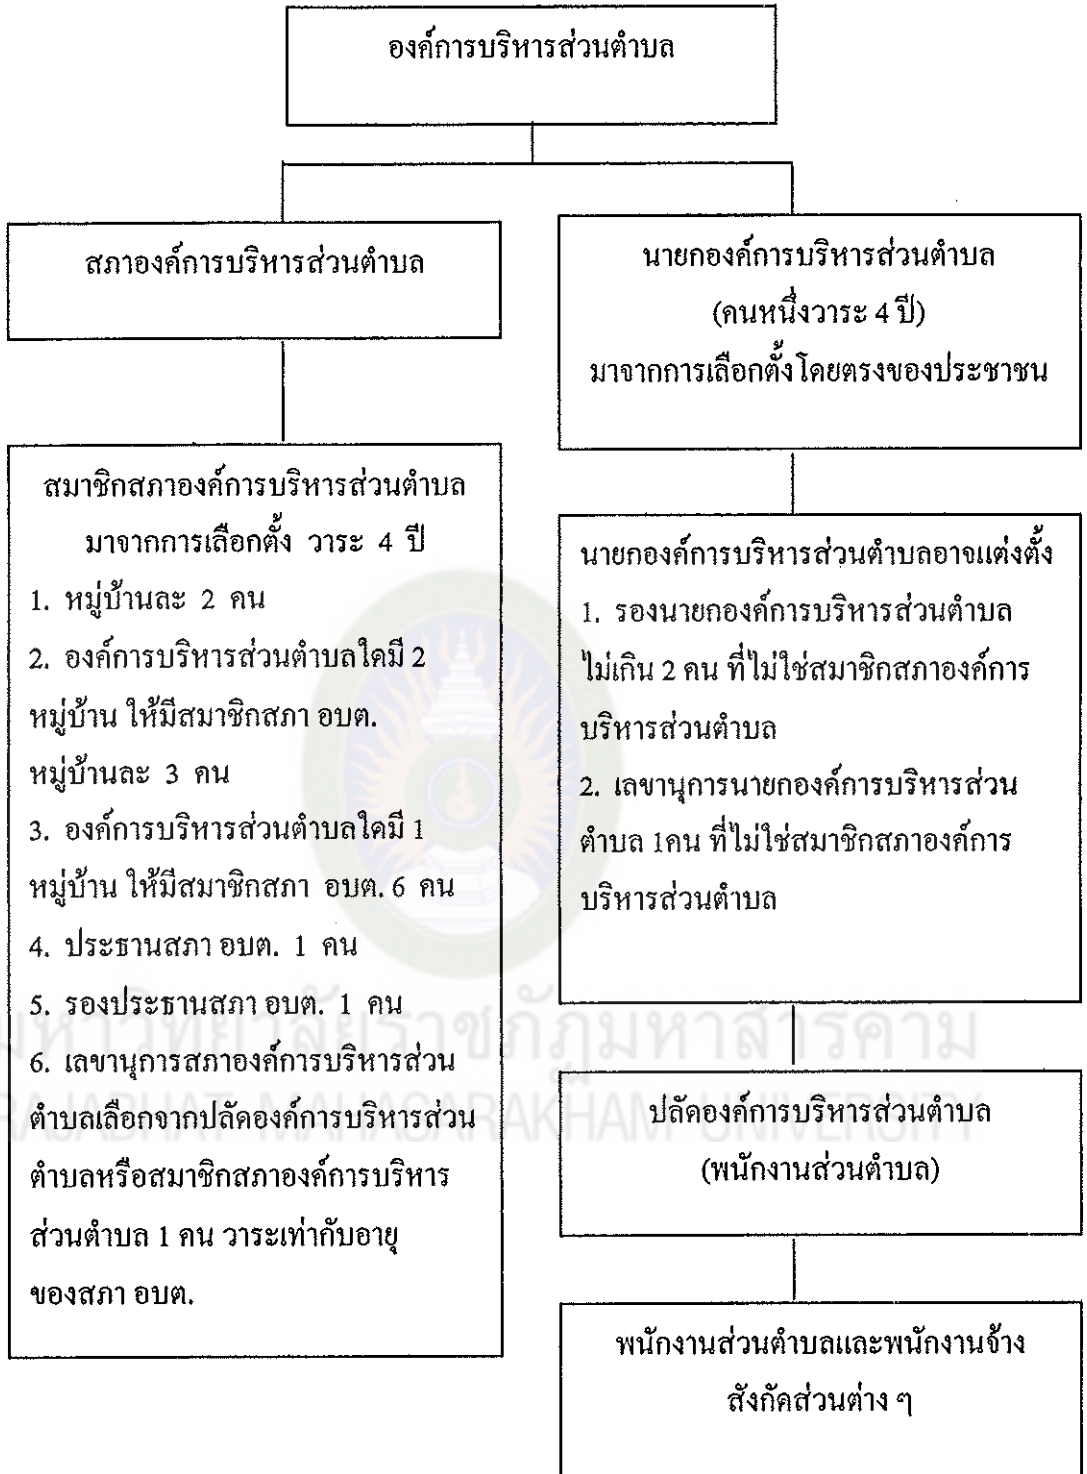 องค์การบริหารส่วนตำบล
สภาองค์การบริหารส่วนตำบล
นายกองค์การบริหารส่วนตำบล
(คนหนึ่งวาระ 4 ปี)
มาจากการเลือกตั้งโดยตรงของประชาชน
สมาชิกสภาองค์การบริหารส่วนตำบล
มาจากการเลือกตั้ง วาระ 4 ปี
1. หมู่บ้านละ 2 คน
2. องค์การบริหารส่วนตำบลใดมี 2
หมู่บ้าน ให้มีสมาชิกสภา อบต.
หมู่บ้านละ 3 คน
3. องค์การบริหารส่วนตำบลใดมี 1
หมู่บ้าน ให้มีสมาชิกสภา อบต. 6 คน
4. ประธานสภา อบต. 1 คน
5. รองประธานสภา อบต. 1 คน
6. เลขานุการสภาองค์การบริหารส่วน
ตำบลเลือกจากปลัดองค์การบริหารส่วน
ตำบลหรือสมาชิกสภาองค์การบริหาร
ส่วนตำบล 1 คน วาระเท่ากับอายุ
ของสภา อบต.
นายกองค์การบริหารส่วนตำบลอาจแต่งตั้ง
1. รองนายกองค์การบริหารส่วนตำบล
ไม่เกิน 2 คน ที่ไม่ใช่สมาชิกสภาองค์การ
บริหารส่วนตำบล
2. เลขานุการนายกองค์การบริหารส่วน
ตำบล 1คน ที่ไม่ใช่สมาชิกสภาองค์การ
บริหารส่วนตำบล
ปลัดองค์การบริหารส่วนตำบล
(พนักงานส่วนตำบล)
พนักงานส่วนตำบลและพนักงานจ้าง
สังกัดส่วนต่าง ๆ
มหาวิทยาลัยราชภัฏมหาสารคาม
RAJABHAT MAHASARAKHAM UNIVERSITY